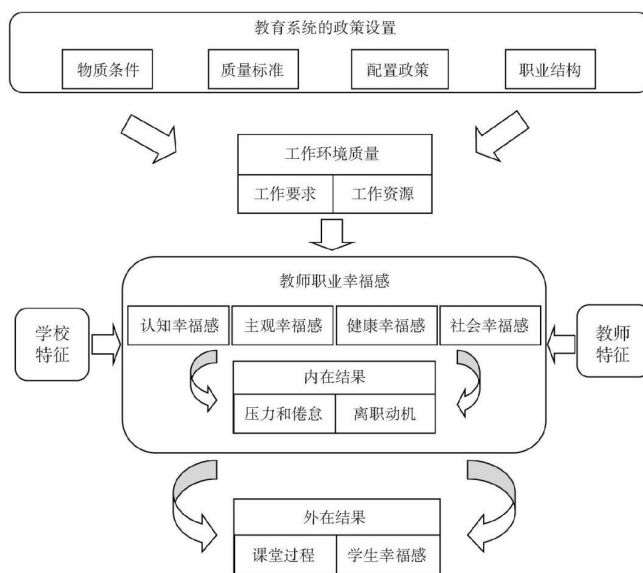 教育系统的政策设置
物质条件 质量标准 配置政策 职业结构
工作环境质量
工作要求 工作资源
教师职业幸福感
认知幸福感 主观幸福感 健康幸福感 社会幸福感
学校
特征
教师
特征
内在结果
压力和倦怠 离职动机
外在结果
课堂过程 学生幸福感